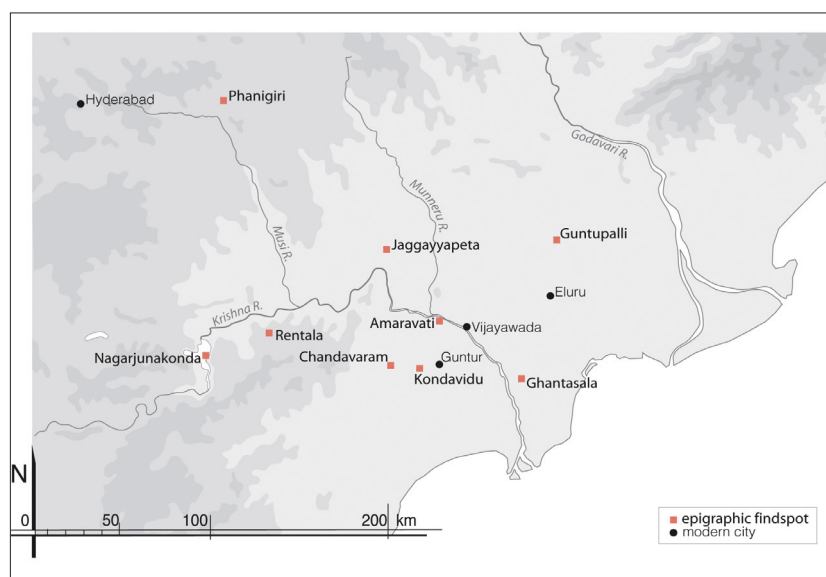 Hyderabad
Phanigiri
Godavari R.
Munneru R.
Musi R.
Guntupalli
Jaggayyapeta
Eluru
Krishna R.
Amaravati
Vijayawada
Rentala
Nagarjunakonda
Chandavaram
Guntur
Kondavidu
Ghantasala
N
0 50 100 200 km
epigraphic findspot
modern city